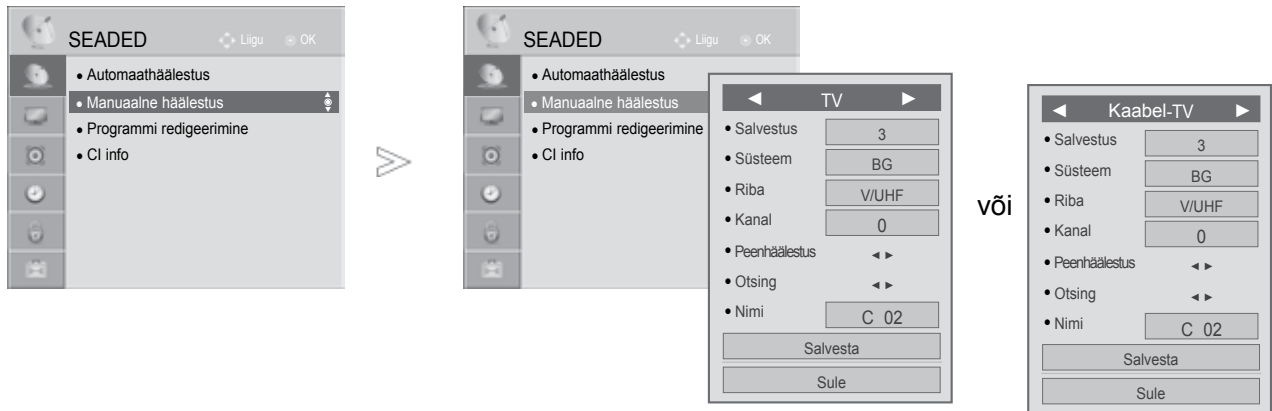 SEADED Liigu OK
• Automaathäälestus
• Manuaalne häälestus
• Programmi redigeerimine
• CI info
SEADED Liigu OK
• Automaathäälestus
• Manuaalne häälestus
• Programmi redigeerimine
• CI info
◄ TV ►
• Salvestus 3
• Süsteem BG
• Riba V/UHF
• Kanal 0
• Peenhäälestus ◄ ►
• Otsing ◄ ►
• Nimi C 02
Salvesta
Sule
või
◄ Kaabel-TV ►
• Salvestus 3
• Süsteem BG
• Riba V/UHF
• Kanal 0
• Peenhäälestus ◄ ►
• Otsing ◄ ►
• Nimi C 02
Salvesta
Sule